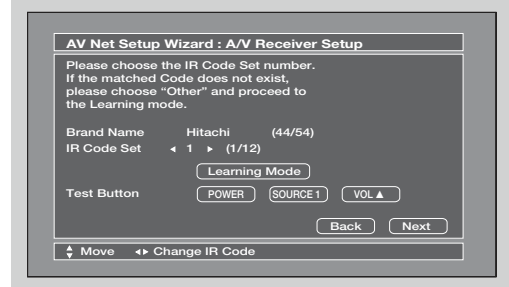 AV Net Setup Wizard : A/V Receiver Setup
Please choose the IR Code Set number.
If the matched Code does not exist,
please choose “Other” and proceed to
the Learning mode.
Brand Name Hitachi (44/54)
IR Code Set ◄ 1 ► (1/12)
Learning Mode
Test Button POWER SOURCE 1 VOL ▲
Back Next
▲▼ Move ◄► Change IR Code